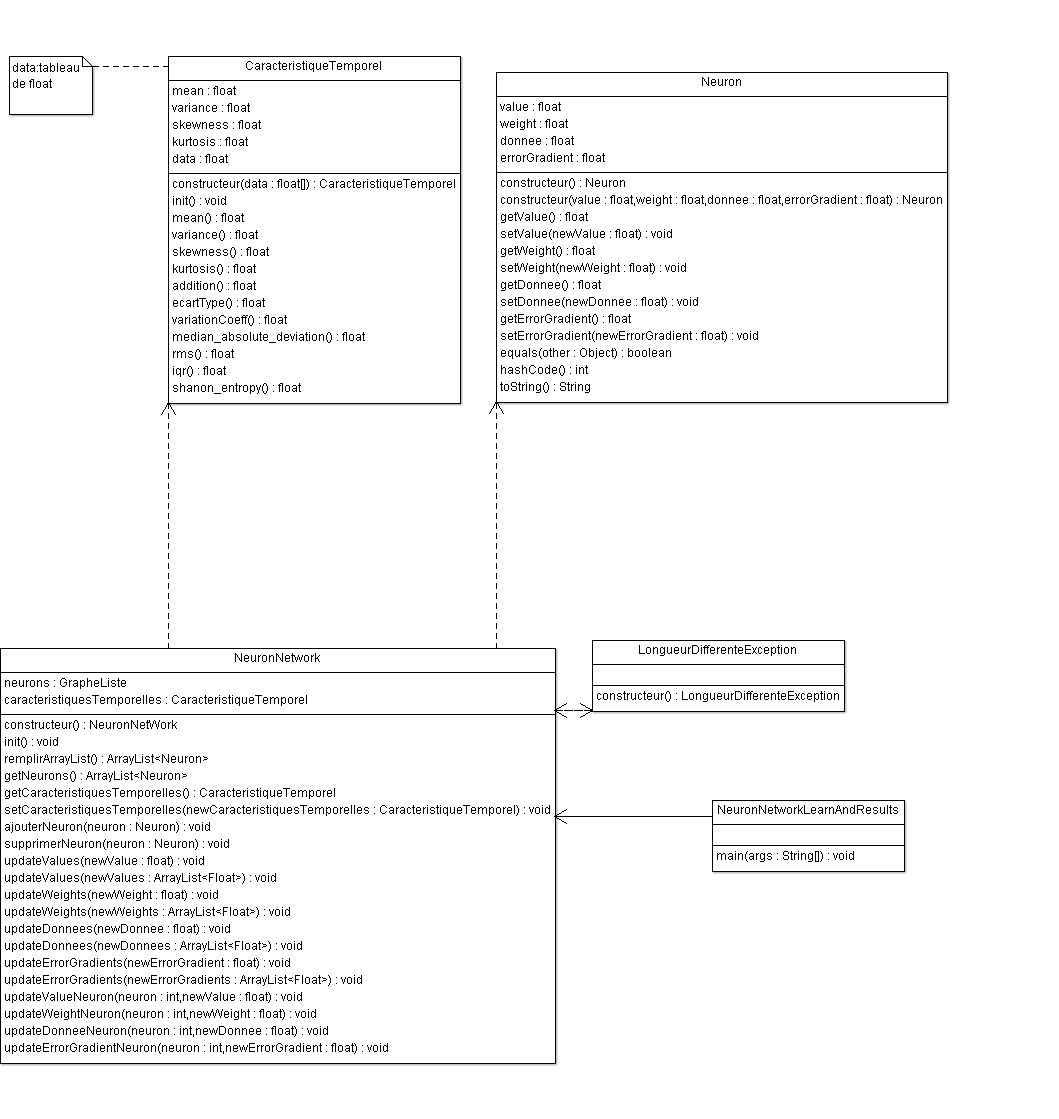 data:tableau
de float
CaracteristiqueTemporel
mean : float
variance : float
skewness : float
kurtosis : float
data : float
constructeur(data : float[]) : CaracteristiqueTemporel
init() : void
mean() : float
variance() : float
skewness() : float
kurtosis() : float
addition() : float
ecartType() : float
variationCoeff() : float
median_absolute_deviation() : float
rms() : float
iqr() : float
shanon_entropy() : float
Neuron
value : float
weight : float
donnee : float
errorGradient : float
constructeur() : Neuron
constructeur(value : float,weight : float,donnee : float,errorGradient : float) : Neuron
getValue() : float
setValue(newValue : float) : void
getWeight() : float
setWeight(newWeight : float) : void
getDonnee() : float
setDonnee(newDonnee : float) : void
getErrorGradient() : float
setErrorGradient(newErrorGradient : float) : void
equals(other : Object) : boolean
hashCode() : int
toString() : String
NeuronNetwork
neurons : GrapheListe
caracteristiquesTemporelles : CaracteristiqueTemporel
constructeur() : NeuronNetWork
init() : void
remplirArrayList() : ArrayList<Neuron>
getNeurons() : ArrayList<Neuron>
getCaracteristiquesTemporelles() : CaracteristiqueTemporel
setCaracteristiquesTemporelles(newCaracteristiquesTemporelles : CaracteristiqueTemporel) : void
ajouterNeuron(neuron : Neuron) : void
supprimerNeuron(neuron : Neuron) : void
updateValues(newValue : float) : void
updateValues(newValues : ArrayList<Float>) : void
updateWeights(newWeight : float) : void
updateWeights(newWeights : ArrayList<Float>) : void
updateDonnees(newDonnee : float) : void
updateDonnees(newDonnees : ArrayList<Float>) : void
updateErrorGradients(newErrorGradient : float) : void
updateErrorGradients(newErrorGradients : ArrayList<Float>) : void
updateValueNeuron(neuron : int,newValue : float) : void
updateWeightNeuron(neuron : int,newWeight : float) : void
updateDonneeNeuron(neuron : int,newDonnee : float) : void
updateErrorGradientNeuron(neuron : int,newErrorGradient : float) : void
LongueurDifferenteException
constructeur() : LongueurDifferenteException
NeuronNetworkLearnAndResults
main(args : String[]) : void